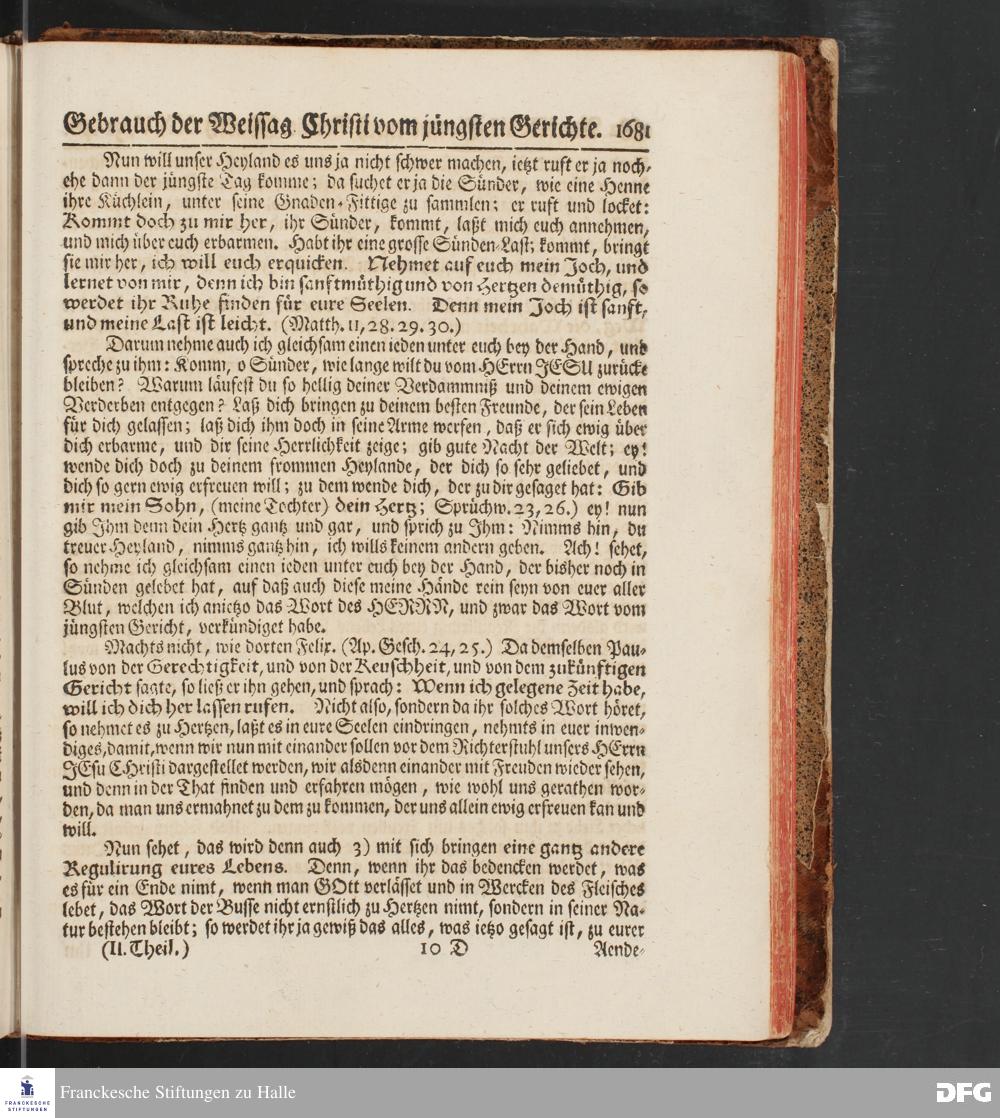 Gebrauch der Weissag. Christi vom jüngsten Gerichte. 1681
Nun will unser Heyland es uns ja nicht schwer machen, ietzt ruft er ja noch-
ehe dann der jüngste Tag komme; da suchet er ja die Sünder, wie eine Henne
ihre Küchlein, unter seine Gnaden-Fittige zu sammlen; er ruft und locket:
Kommt doch zu mir her, ihr Sünder, kommt, laßt mich euch annehmen,
und mich über euch erbarmen. Habt ihr eine grosse Sünden-Last; kommt, bringt
sie mir her, ich will euch erquicken. Nehmet auf euch mein Joch, und
lernet von mir, denn ich bin sanftmüthig und von Hertzen demüthig, so
werdet ihr Ruhe finden für eure Seelen. Denn mein Joch ist sanft,
und meine Last ist leicht. (Matth. 11, 28. 29. 30.)
Darum nehme auch ich gleichsam einen ieden unter euch bey der Hand, und
spreche zu ihm: Komm, o Sünder, wie lange wilt du vom HErrn JESU zurücke
bleiben? Warum läufest du so hellig deiner Verdammniß und deinem ewigen
Verderben entgegen? Laß dich bringen zu deinem besten Freunde, der sein Leben
für dich gelassen; laß dich ihm doch in seine Arme werfen, daß er sich ewig über
dich erbarme, und dir seine Herrlichkeit zeige; gib gute Nacht der Welt; ey!
wende dich doch zu deinem frommen Heylande, der dich so sehr geliebet, und
dich so gern ewig erfreuen will; zu dem wende dich, der zu dir gesaget hat: Gib
mir mein Sohn, (meine Tochter) dein Hertz; Sprüchw. 23, 26.) ey! nun
gib Ihm denn dein Hertz gantz und gar, und sprich zu Ihm: Nimms hin, du
treuer Heyland, nimms gantz hin, ich wills keinem andern geben. Ach! sehet,
so nehme ich gleichsam einen ieden unter euch bey der Hand, der bisher noch in
Sünden gelebet hat, auf daß auch diese meine Hände rein seyn von euer aller
Blut, welchen ich anietzo das Wort des HERRN, und zwar das Wort vom
jüngsten Gericht, verkündiget habe.
Machts nicht, wie dorten Felix. (Ap. Gesch. 24, 25.) Da demselben Pau-
lus von der Gerechtigkeit, und von der Keuschheit, und von dem zukünftigen
Gericht sagte, so ließ er ihn gehen, und sprach: Wenn ich gelegene Zeit habe,
will ich dich her lassen rufen. Nicht also, sondern da ihr solches Wort höret,
so nehmet es zu Hertzen, laßt es in eure Seelen eindringen, nehmts in euer inwen-
diges, damit, wenn wir nun mit einander sollen vor dem Richterstuhl unsers HErrn
JEsu CHristi dargestellet werden, wir alsdenn einander mit Freuden wieder sehen,
und denn in der That finden und erfahren mögen, wie wohl uns gerathen wor-
den, da man uns ermahnet zu dem zu kommen, der uns allein ewig erfreuen kan und
will.
Nun sehet, das wird denn auch 3) mit sich bringen eine gantz andere
Regulirung eures Lebens. Denn, wenn ihr das bedencken werdet, was
es für ein Ende nimt, wenn man GOtt verlässet und in Wercken des Fleisches
lebet, das Wort der Busse nicht ernstlich zu Hertzen nimt, sondern in seiner Na-
tur bestehen bleibt; so werdet ihr ja gewiß das alles, was ietzo gesagt ist, zu eurer
(II. Theil.) 10 D Aende-
FRANCKESCHE STIFTUNGEN
Franckesche Stiftungen zu Halle
DFG